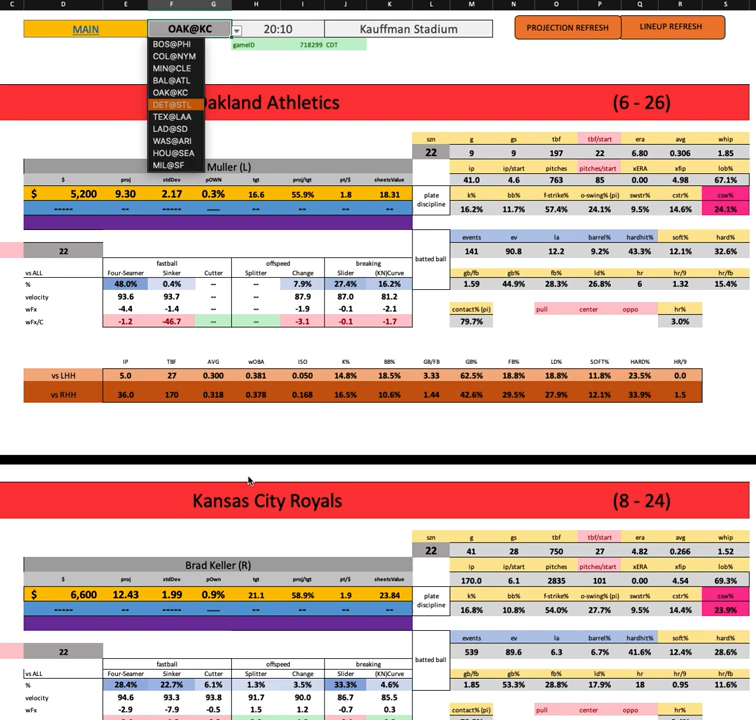 C D E F G H I J K L M N O P Q R S
MAIN OAK@KC 20:10 Kauffman Stadium PROJECTION REFRESH LINEUP REFRESH
gameID 718299 CDT
BOS@PHI
COL@NYM
MIN@CLE
BAL@ATL
OAK@KC
DET@STL
TEX@LAA
LAD@SD
WAS@ARI
HOU@SEA
MIL@SF
akland Athletics (6 - 26)
szn g gs tbf tbf/start era avg whip
22 9 9 197 22 6.80 0.306 1.85
Muller (L) ip ip/start pitches pitches/start xERA xfip lob%
$ proj stdDev pOWN tgt proj/tgt pt/$ sheetsValue 41.0 4.6 763 85 0.00 4.98 67.1%
$ 5,200 9.30 2.17 0.3% 16.6 55.9% 1.8 18.31 plate discipline k% bb% f-strike% o-swing% (pi) swstr% cstr% csw%
----- -- -- ---- -- -- -- -- 16.2% 11.7% 57.4% 24.1% 9.5% 14.6% 24.1%
events ev la barrel% hardhit% soft% hard%
22 batted ball 141 90.8 12.2 9.2% 43.3% 12.1% 32.6%
fastball offspeed breaking
vs ALL Four-Seamer Sinker Cutter Splitter Change Slider (KN)Curve gb/fb gb% fb% ld% hr hr/9 hr/fb
% 48.0% 0.4% -- -- 7.9% 27.4% 16.2% 1.59 44.9% 28.3% 26.8% 6 1.32 15.4%
velocity 93.6 93.7 -- -- 87.9 87.0 81.2
wFx -4.4 -1.4 -- -- -1.9 -0.1 -2.1 contact% (pi) pull center oppo hr%
wFx/C -1.2 -46.7 -- -- -3.1 -0.1 -1.7 79.7% 3.0%
IP TBF AVG wOBA ISO K% BB% GB/FB GB% FB% LD% SOFT% HARD% HR/9
vs LHH 5.0 27 0.300 0.381 0.050 14.8% 18.5% 3.33 62.5% 18.8% 18.8% 11.8% 23.5% 0.0
vs RHH 36.0 170 0.318 0.378 0.168 16.5% 10.6% 1.44 42.6% 29.5% 27.9% 12.1% 33.9% 1.5
Kansas City Royals (8 - 24)
szn g gs tbf tbf/start era avg whip
22 41 28 750 27 4.82 0.266 1.52
Brad Keller (R) ip ip/start pitches pitches/start xERA xfip lob%
$ proj stdDev pOwn tgt proj/tgt pt/$ sheetsValue 170.0 6.1 2835 101 0.00 4.54 69.3%
$ 6,600 12.43 1.99 0.9% 21.1 58.9% 1.9 23.84 plate discipline k% bb% f-strike% o-swing% (pi) swstr% cstr% csw%
----- -- -- ---- -- -- -- -- 16.8% 10.8% 54.0% 27.7% 9.5% 14.4% 23.9%
events ev la barrel% hardhit% soft% hard%
22 batted ball 539 89.6 6.3 6.7% 41.6% 12.4% 28.6%
fastball offspeed breaking
vs ALL Four-Seamer Sinker Cutter Splitter Change Slider (KN)Curve gb/fb gb% fb% ld% hr hr/9 hr/fb
% 28.4% 22.7% 6.1% 1.3% 3.5% 33.3% 4.6% 1.85 53.3% 28.8% 17.9% 18 0.95 11.6%
velocity 94.6 93.3 93.8 91.7 90.0 86.7 85.5
wFx -2.9 -7.9 -0.5 1.5 1.2 -0.7 0.3 contact% (pi) pull center oppo hr%